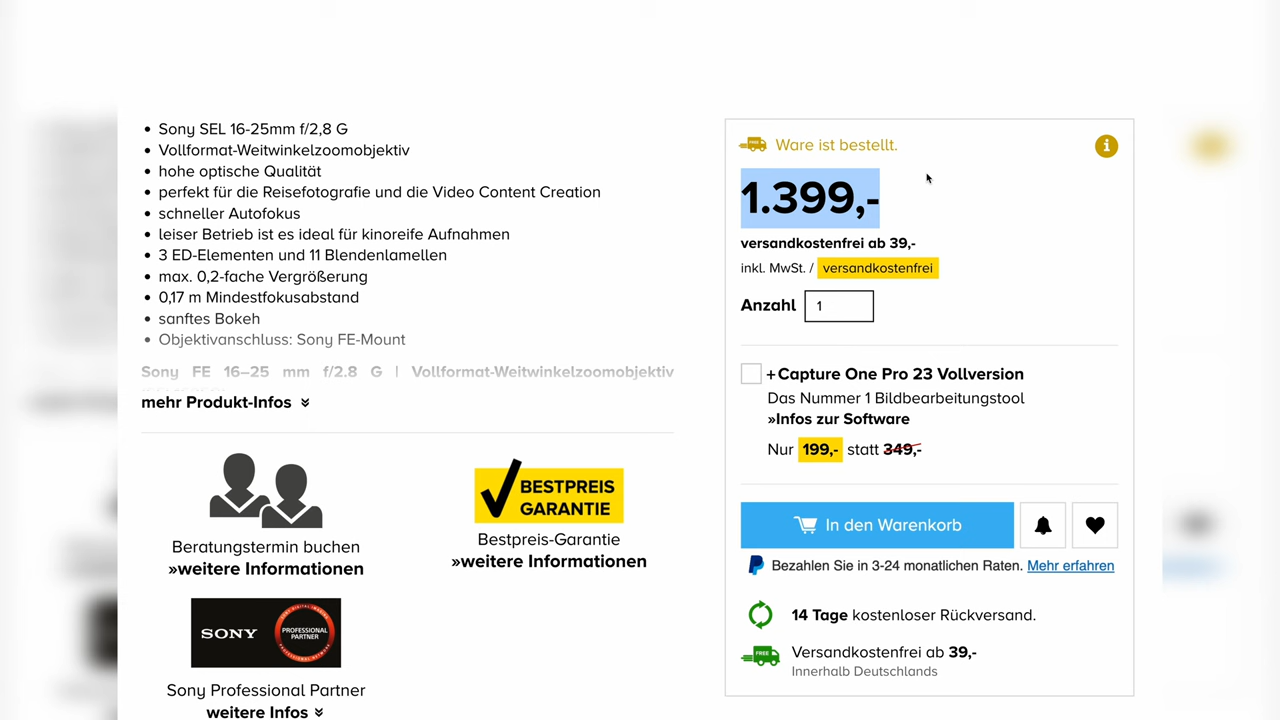 Sony SEL 16-25mm f/2,8 G
Vollformat-Weitwinkelzoomobjektiv
hohe optische Qualität
perfekt für die Reisefotografie und die Video Content Creation
schneller Autofokus
leiser Betrieb ist es ideal für kinoreife Aufnahmen
3 ED-Elementen und 11 Blendenlamellen
max. 0,2-fache Vergrößerung
0,17 m Mindestfokusabstand
sanftes Bokeh
Objektivanschluss: Sony FE-Mount
Sony FE 16–25 mm f/2.8 G | Vollformat-Weitwinkelzoomobjektiv
mehr Produkt-Infos
Beratungstermin buchen
»weitere Informationen
BESTPREIS
GARANTIE
Bestpreis-Garantie
»weitere Informationen
SONY
PROFESSIONAL
PARTNER
Sony Professional Partner
weitere Infos
Ware ist bestellt.
1.399,-
versandkostenfrei ab 39,-
inkl. MwSt. / versandkostenfrei
Anzahl 1
+Capture One Pro 23 Vollversion
Das Nummer 1 Bildbearbeitungstool
»Infos zur Software
Nur 199,- statt 349,-
In den Warenkorb
Bezahlen Sie in 3-24 monatlichen Raten. Mehr erfahren
14 Tage kostenloser Rückversand.
FREE
Versandkostenfrei ab 39,-
Innerhalb Deutschlands